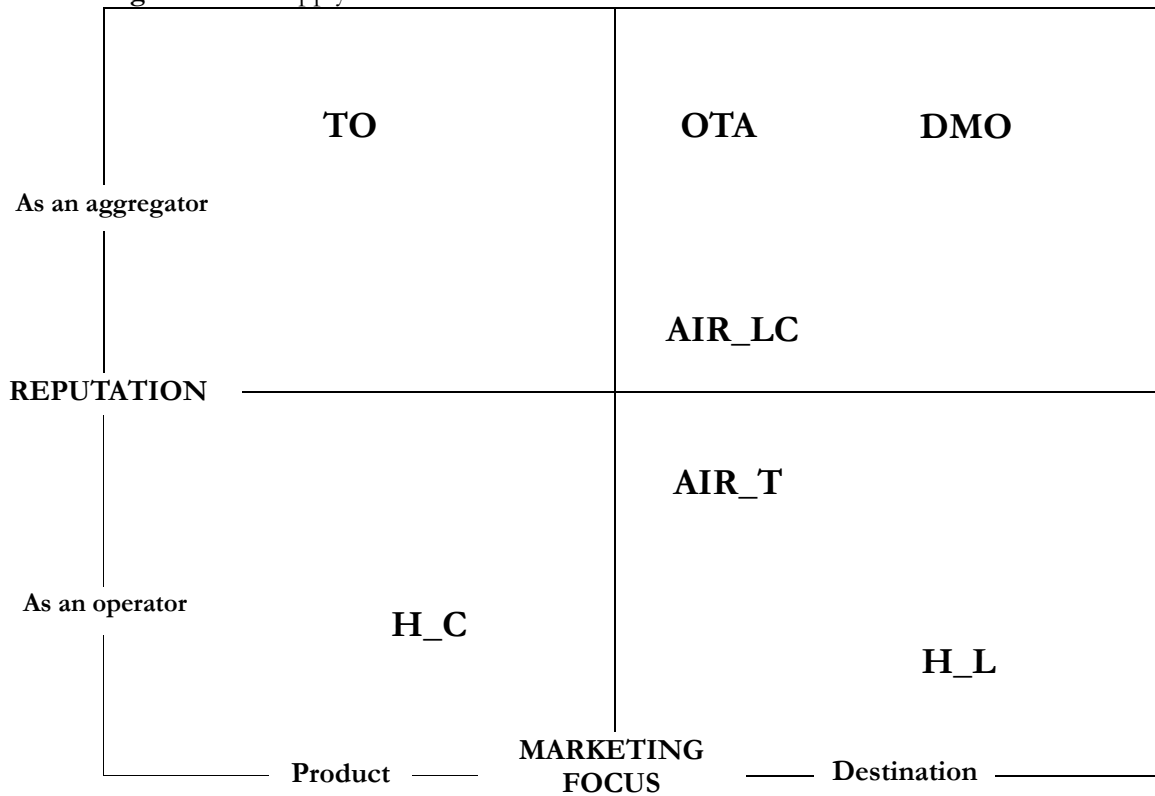 TO OTA DMO
As an aggregator
AIR_LC
REPUTATION
AIR_T
As an operator
H_C
H_L
MARKETING
FOCUS
Product
Destination